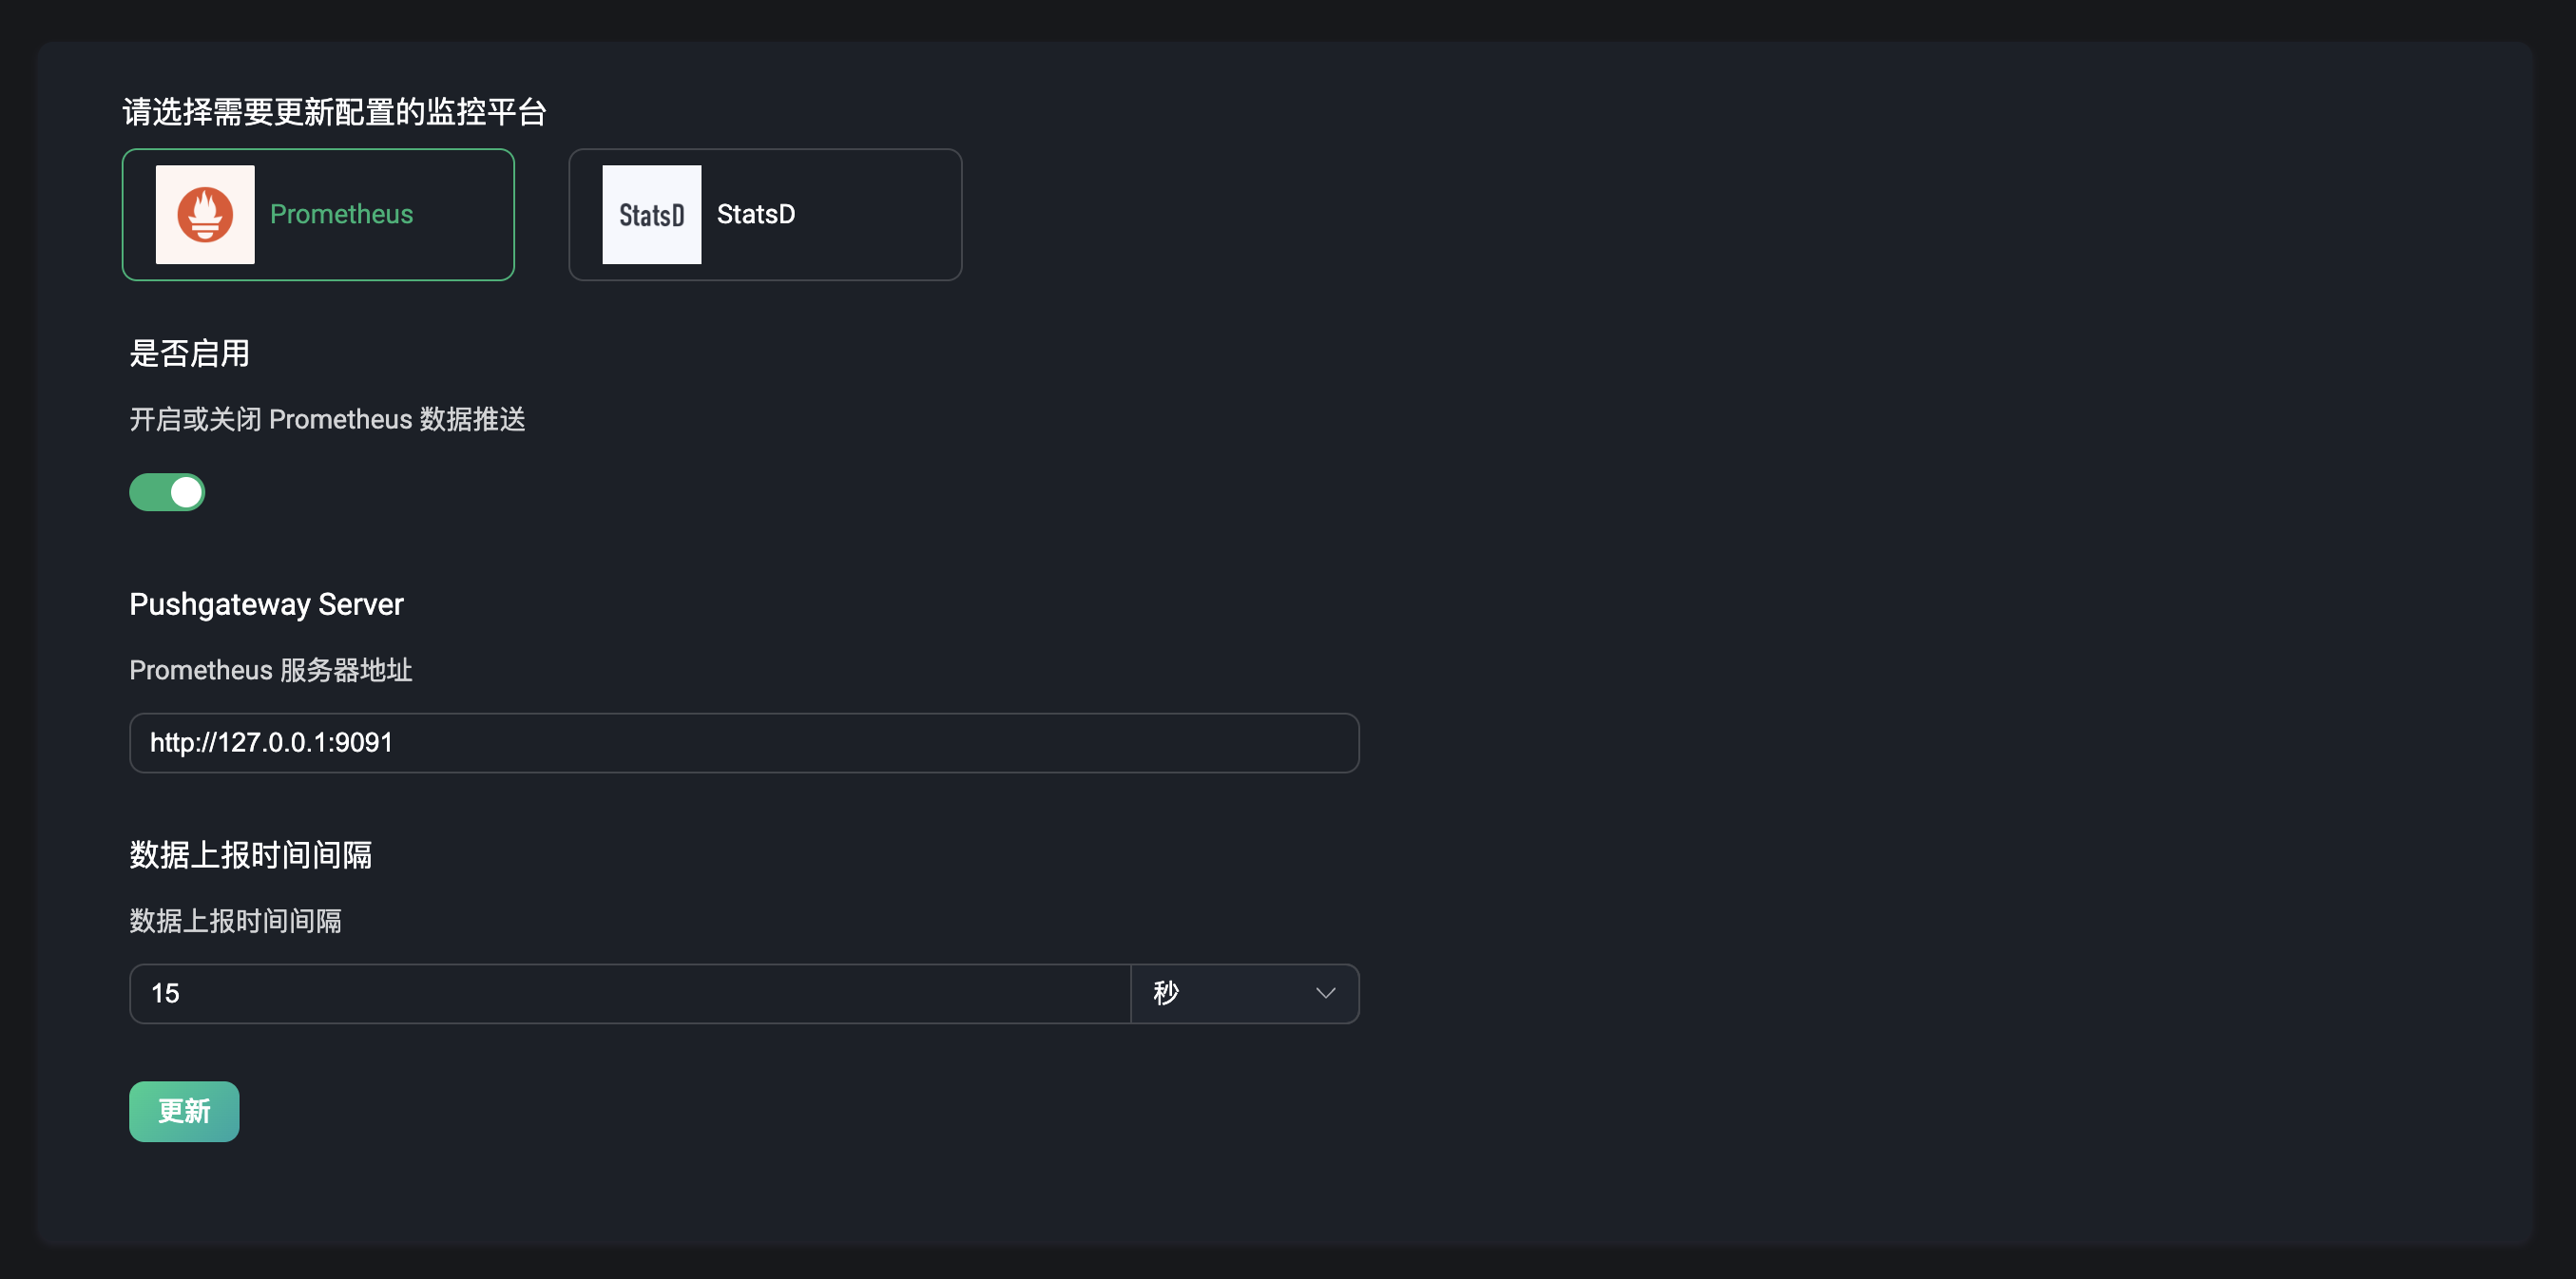 请选择需要更新配置的监控平台
Prometheus
StatsD StatsD
是否启用
开启或关闭 Prometheus 数据推送
Pushgateway Server
Prometheus 服务器地址
http://127.0.0.1:9091
数据上报时间间隔
数据上报时间间隔
15 秒
更新